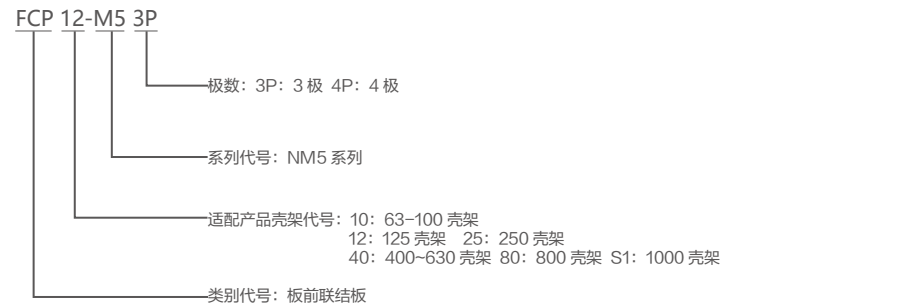 FCP 12-M5 3P
极数：3P：3 极 4P：4 极
系列代号：NM5 系列
适配产品壳架代号：10：63-100 壳架
12：125 壳架 25：250 壳架
40：400~630 壳架 80：800 壳架 S1：1000 壳架
类别代号：板前联结板